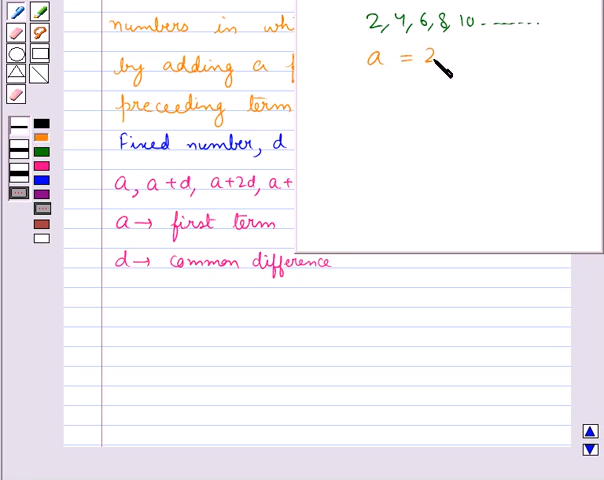 2, 4, 6, 8, 10 ........
a = 2
numbers in whi
by adding a f
preceeding term
Fixed number, d
a, a+d, a+2d, a+
a → first term
d → common difference